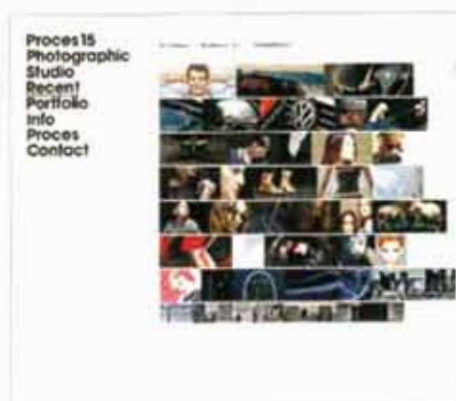 Proces15
Photographic
Studio
Recent
Portfolio
Info
Proces
Contact